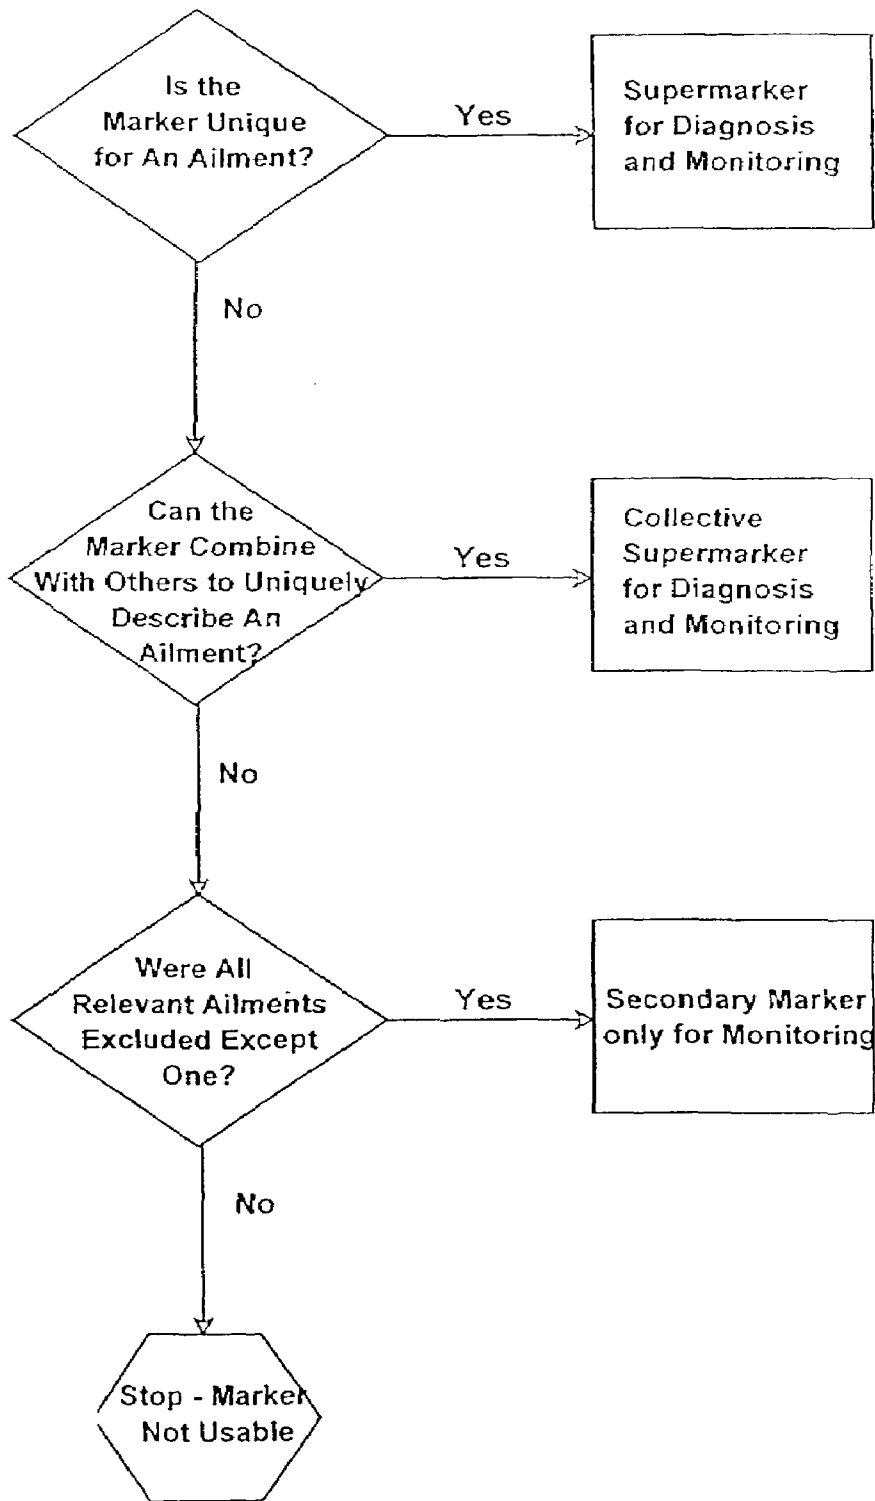 Is the
Marker Unique
for An Ailment?
Yes
Supermarker
for Diagnosis
and Monitoring
No
Can the
Marker Combine
With Others to Uniquely
Describe An
Ailment?
Yes
Collective
Supermarker
for Diagnosis
and Monitoring
No
Were All
Relevant Ailments
Excluded Except
One?
Yes
Secondary Marker
only for Monitoring
No
Stop - Marker
Not Usable